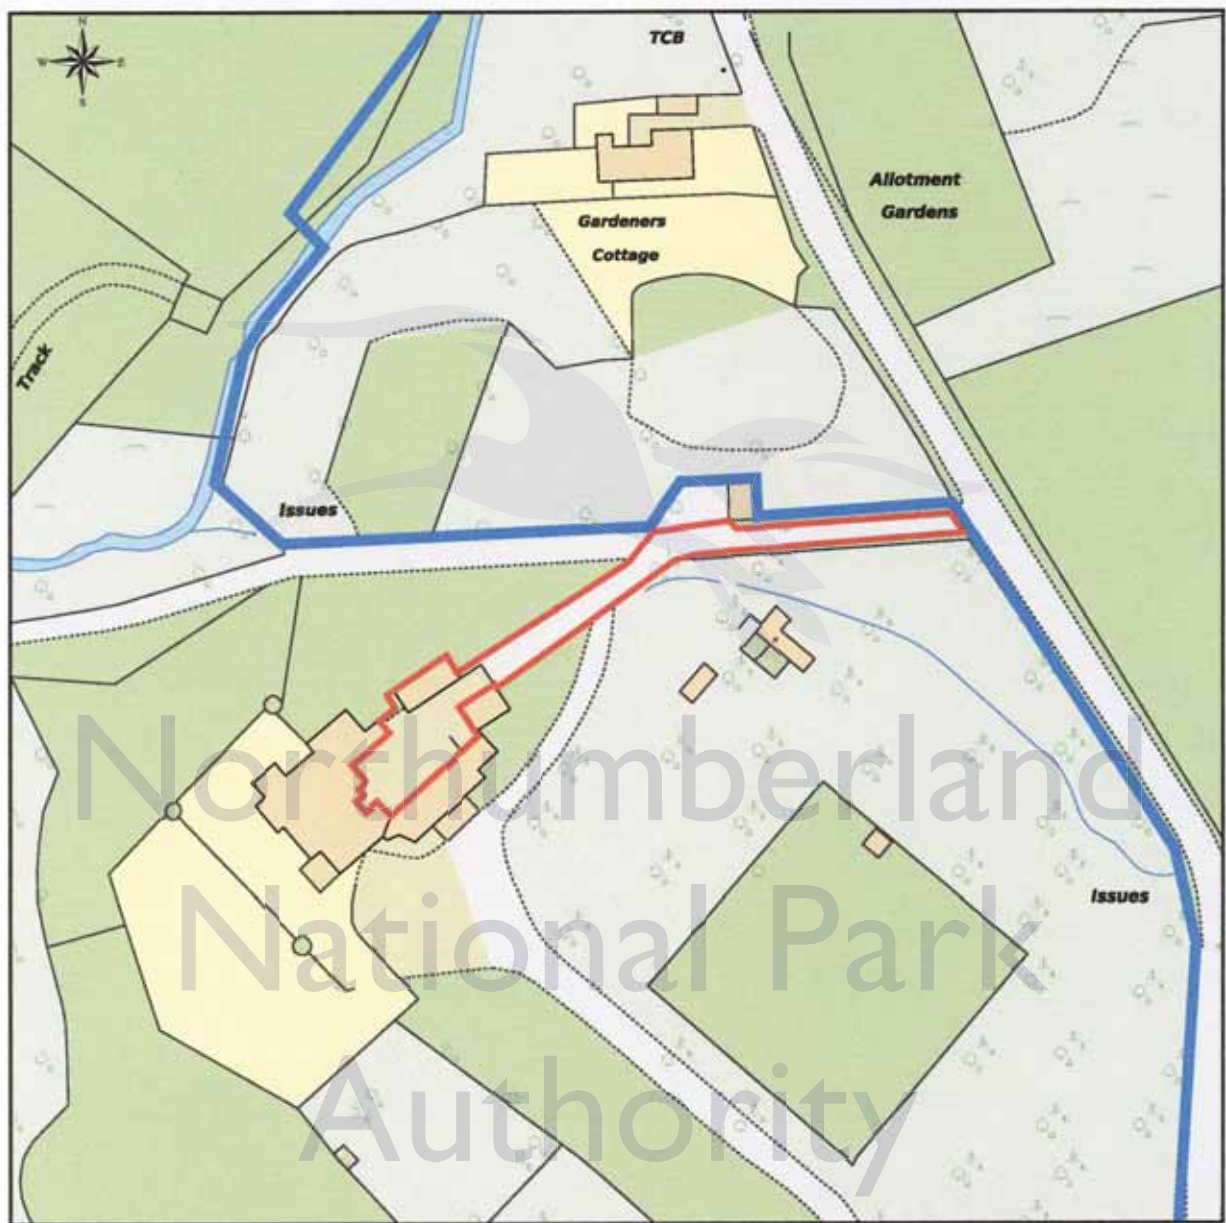 N
W E
S
TCB
Allotment
Gardens
Gardeners
Cottage
Track
Issues
Northumberland
National Park
Authority
Issues